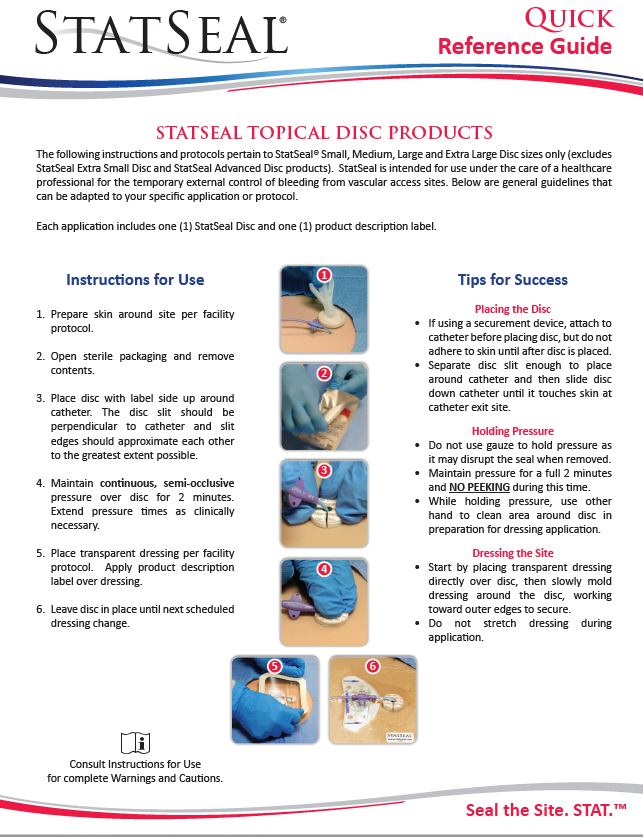 STATSEAL®
QUICK
Reference Guide
STATSEAL TOPICAL DISC PRODUCTS
The following instructions and protocols pertain to StatSeal® Small, Medium, Large and Extra Large Disc sizes only (excludes
StatSeal Extra Small Disc and StatSeal Advanced Disc products). StatSeal is intended for use under the care of a healthcare
professional for the temporary external control of bleeding from vascular access sites. Below are general guidelines that
can be adapted to your specific application or protocol.
Each application includes one (1) StatSeal Disc and one (1) product description label.
Instructions for Use
1. Prepare skin around site per facility
protocol.
2. Open sterile packaging and remove
contents.
3. Place disc with label side up around
catheter. The disc slit should be
perpendicular to catheter and slit
edges should approximate each other
to the greatest extent possible.
4. Maintain continuous, semi-occlusive
pressure over disc for 2 minutes.
Extend pressure times as clinically
necessary.
5. Place transparent dressing per facility
protocol. Apply product description
label over dressing.
6. Leave disc in place until next scheduled
dressing change.
1
2
3
4
5
6
STATSEAL
Tips for Success
Placing the Disc
• If using a securement device, attach to
catheter before placing disc, but do not
adhere to skin until after disc is placed.
• Separate disc slit enough to place
around catheter and then slide disc
down catheter until it touches skin at
catheter exit site.
Holding Pressure
• Do not use gauze to hold pressure as
it may disrupt the seal when removed.
• Maintain pressure for a full 2 minutes
and NO PEEKING during this time.
• While holding pressure, use other
hand to clean area around disc in
preparation for dressing application.
Dressing the Site
• Start by placing transparent dressing
directly over disc, then slowly mold
dressing around the disc, working
toward outer edges to secure.
• Do not stretch dressing during
application.
Consult Instructions for Use
for complete Warnings and Cautions.
Seal the Site. STAT.™